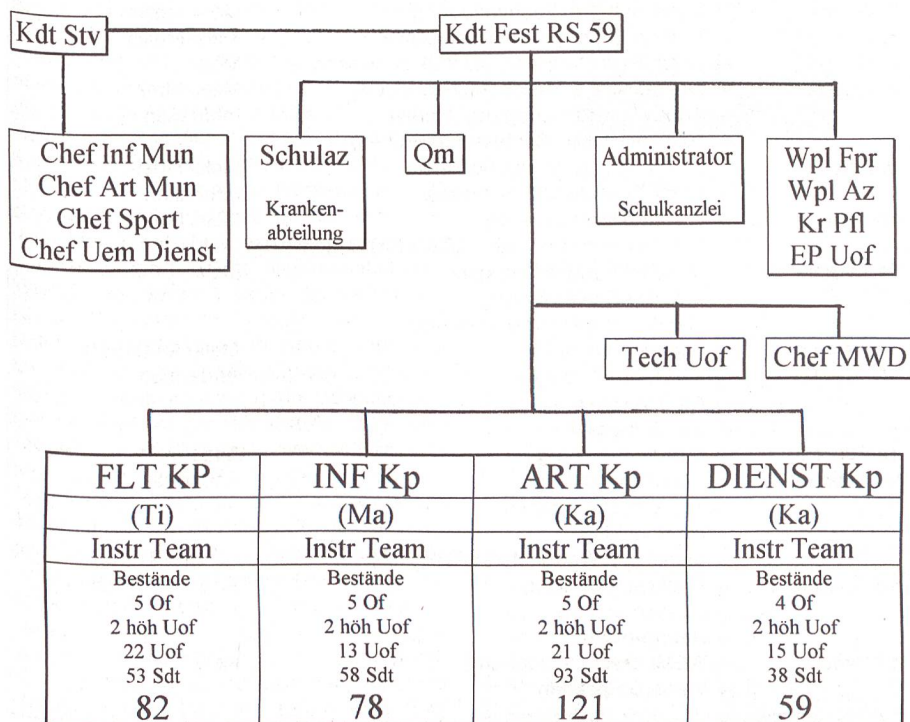 Kdt Stv
Kdt Fest RS 59
Chef Inf Mun
Chef Art Mun
Chef Sport
Chef Uem Dienst
Schulaz
Kranken-
abteilung
Qm
Administrator
Schulkanzlei
Wpl Fpr
Wpl Az
Kr Pfl
EP Uof
Tech Uof
Chef MWD
FLT KP
INF Kp
ART Kp
DIENST Kp
(Ti)
(Ma)
(Ka)
(Ka)
Instr Team
Instr Team
Instr Team
Instr Team
Bestände
Bestände
Bestände
Bestände
5 Of
5 Of
5 Of
4 Of
2 höh Uof
2 höh Uof
2 höh Uof
2 höh Uof
22 Uof
13 Uof
21 Uof
15 Uof
53 Sdt
58 Sdt
93 Sdt
38 Sdt
82
78
121
59